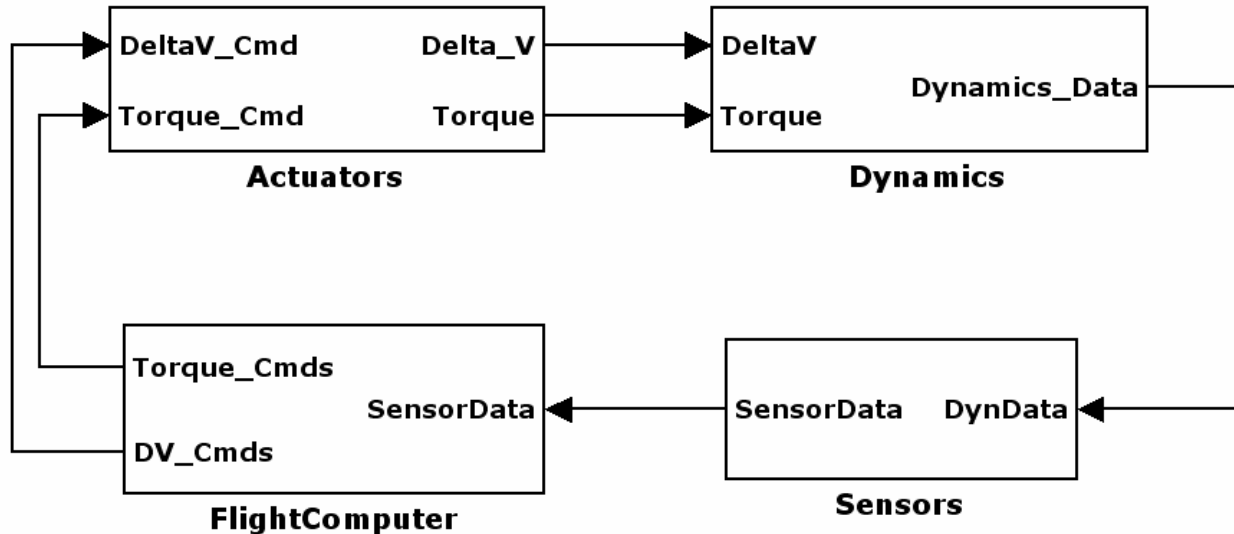 DeltaV_Cmd
Delta_V
DeltaV
Dynamics_Data
Torque_Cmd
Torque
Torque
Actuators
Dynamics
Torque_Cmds
SensorData
SensorData
DynData
DV_Cmds
Sensors
FlightComputer